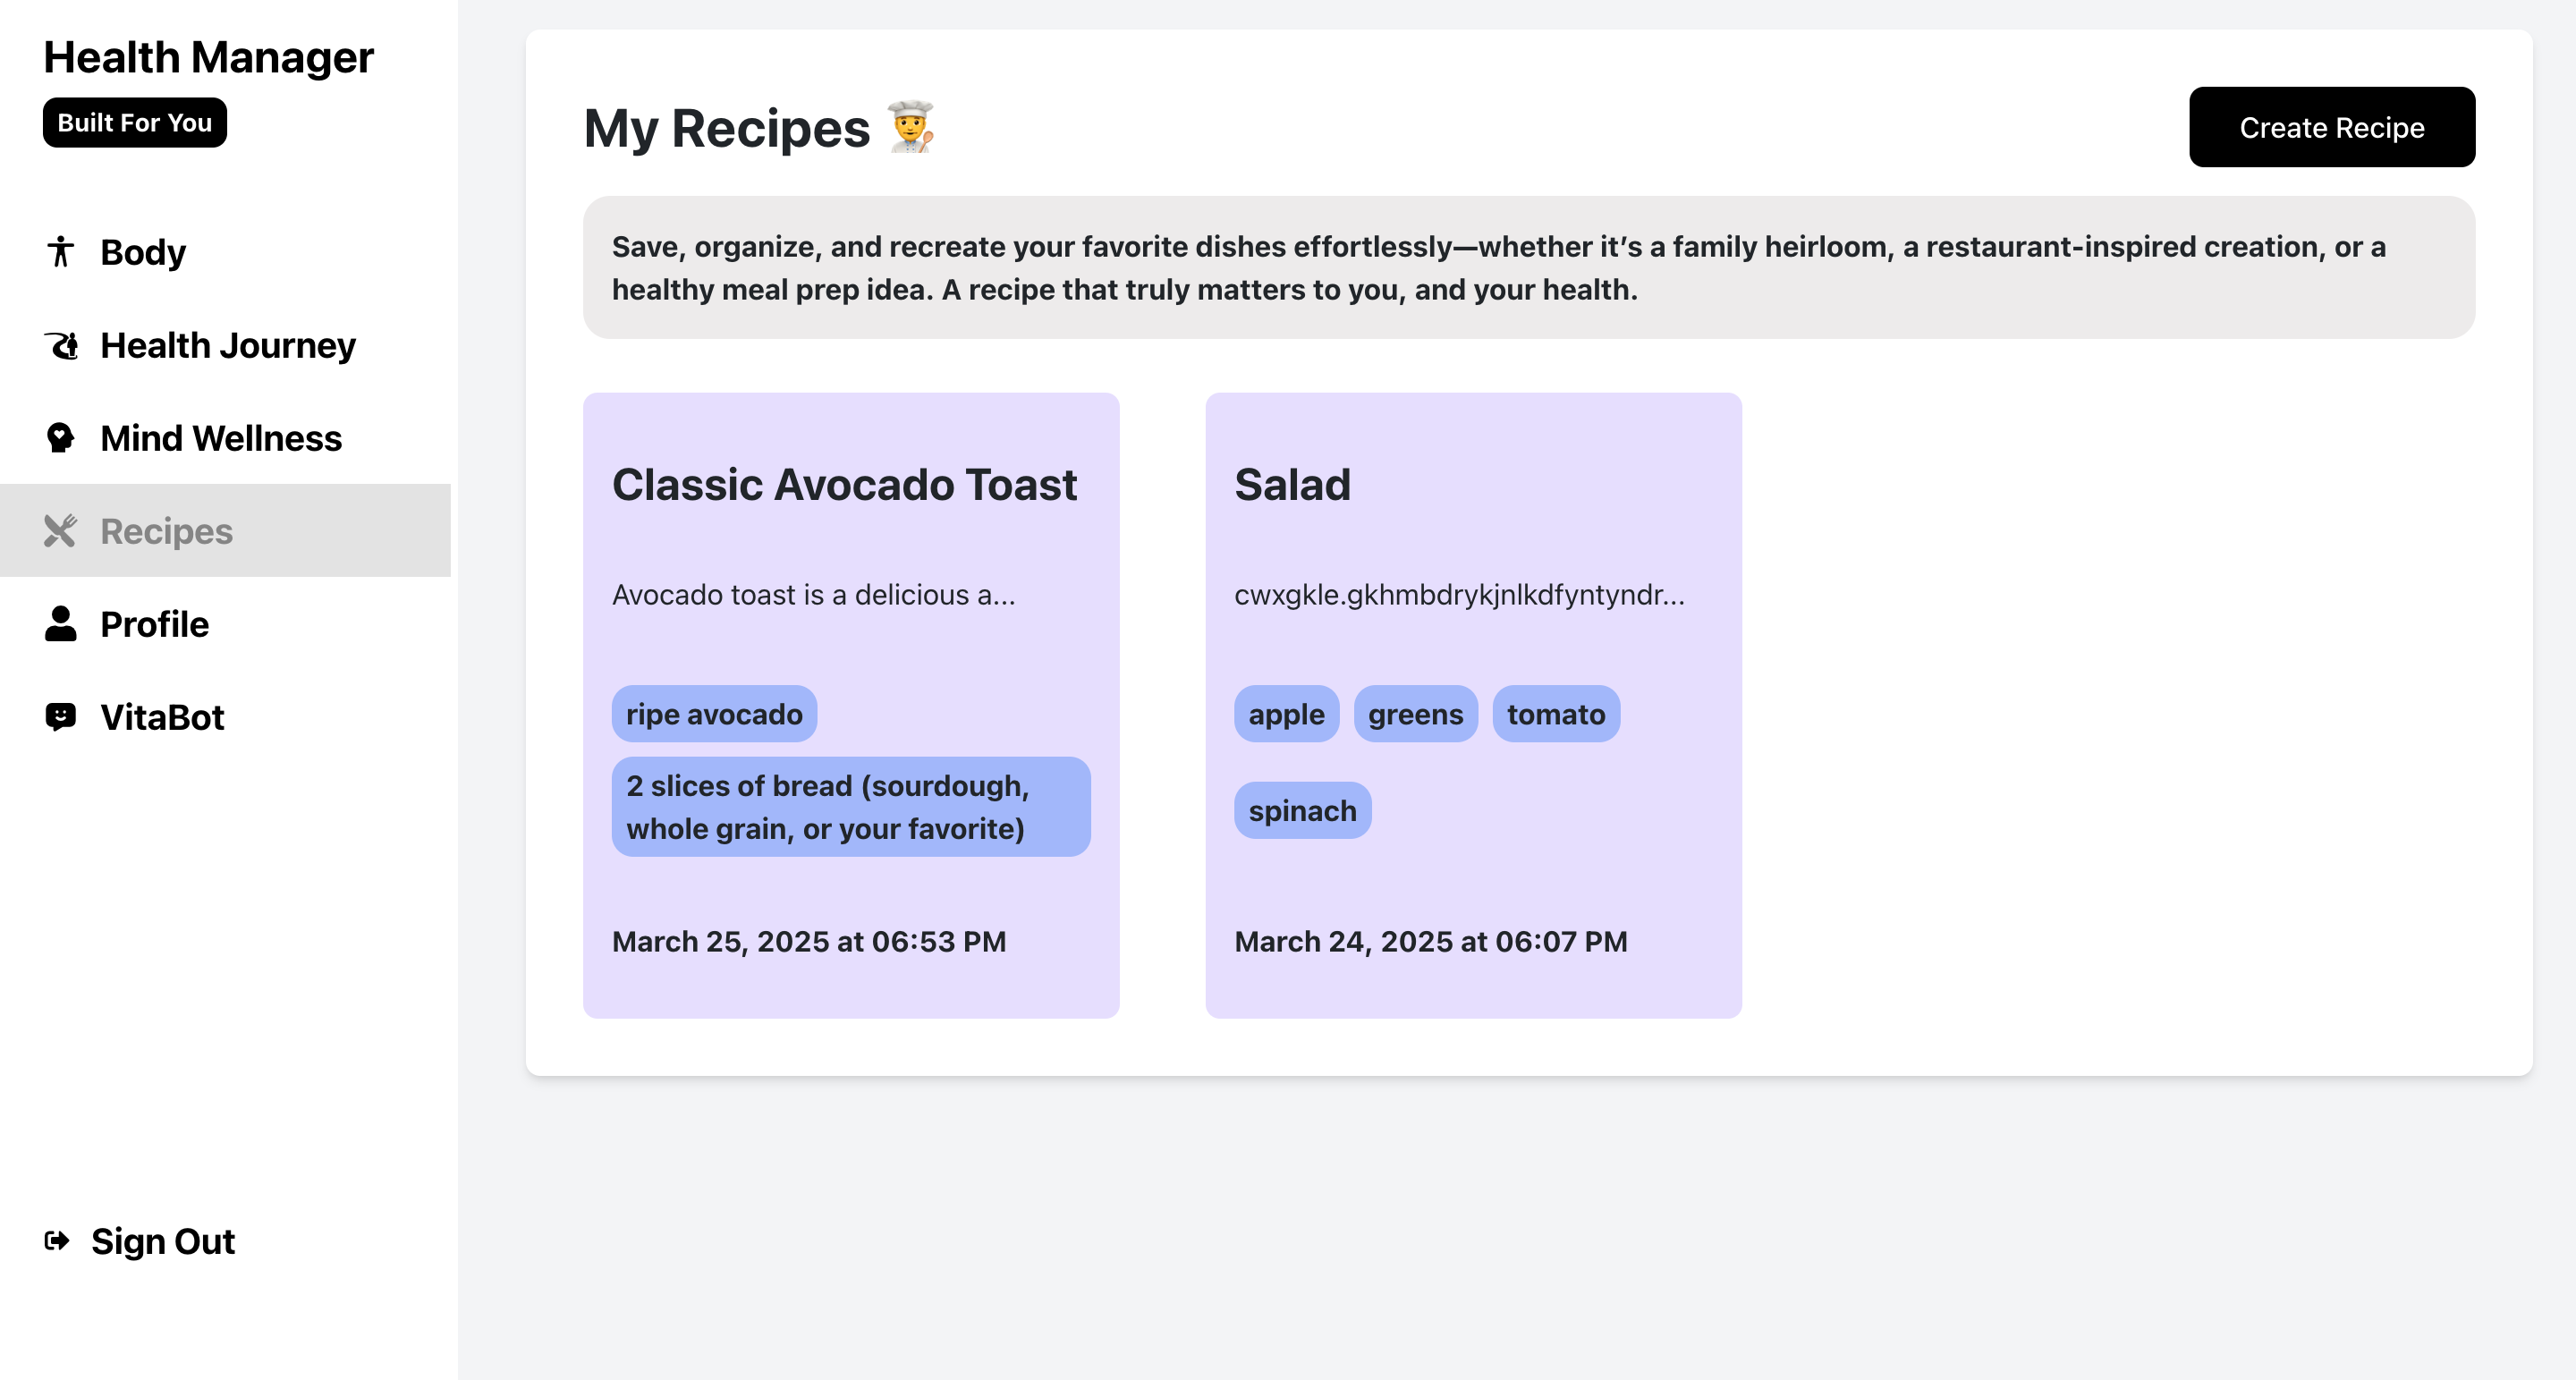 Health Manager
Built For You
Body
Health Journey
Mind Wellness
Recipes
Profile
VitaBot
Sign Out
My Recipes
Create Recipe
Save, organize, and recreate your favorite dishes effortlessly—whether it’s a family heirloom, a restaurant-inspired creation, or a
healthy meal prep idea. A recipe that truly matters to you, and your health.
Classic Avocado Toast
Avocado toast is a delicious a...
ripe avocado
2 slices of bread (sourdough,
whole grain, or your favorite)
March 25, 2025 at 06:53 PM
Salad
cwxgkle.gkhmbdrykjnlkdfyntyndr...
apple greens tomato
spinach
March 24, 2025 at 06:07 PM